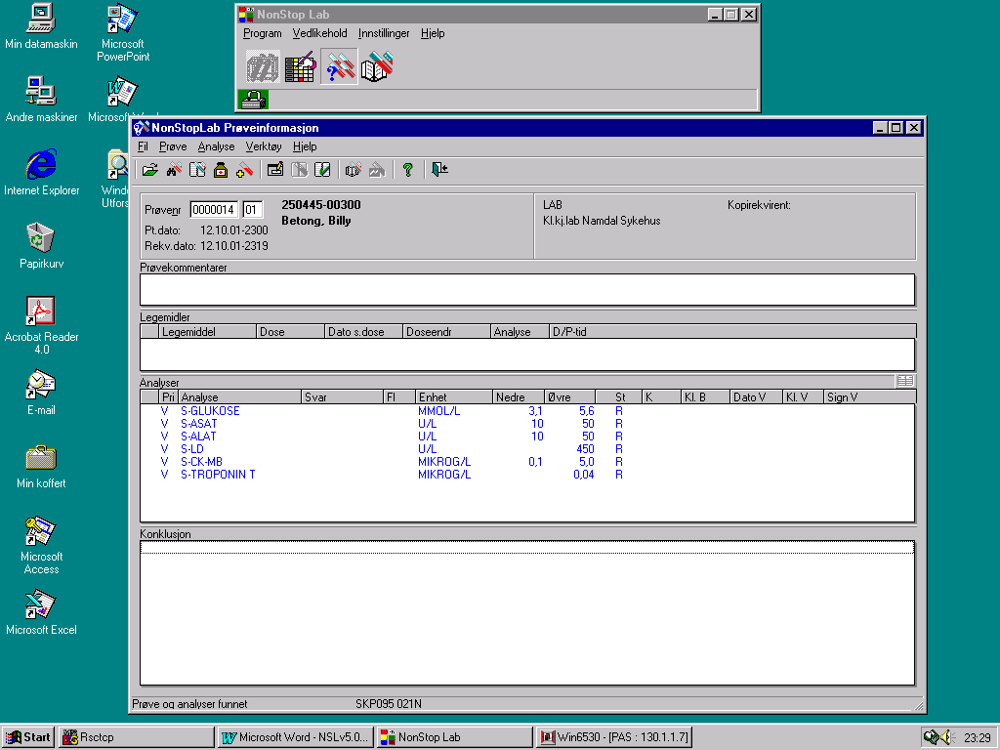 Min datamaskin
Microsoft PowerPoint
Andre maskiner
Microsoft Word
Internet Explorer
Windo
Utfors
Papirkurv
Acrobat Reader
4.0
E-mail
Min koffert
Microsoft
Access
Microsoft Excel
NonStop Lab
Program Vedlikehold Innstillinger Hjelp
NonStopLab Prøveinformasjon
Fil Prøve Analyse Verktøy Hjelp
Prøvenr 0000014 01 250445-00300
Betong, Billy
Pt.dato: 12.10.01-2300
Rekv.dato: 12.10.01-2319
LAB Kopirekvirent:
Kl.kj.lab Namdal Sykehus
Prøvekommentarer
Legemidler
Legemiddel Dose Dato s.dose Doseendr Analyse D/P-tid
Analyser
Pri Analyse Svar Fl Enhet Nedre Øvre St K Kl. B Dato V Kl. V Sign V
V S-GLUKOSE MMOL/L 3,1 5,6 R
V S-ASAT U/L 10 50 R
V S-ALAT U/L 10 50 R
V S-LD U/L 450 R
V S-CK-MB MIKROG/L 0,1 5,0 R
V S-TROPONIN T MIKROG/L 0,04 R
Konklusjon
Prøve og analyser funnet SKP095 021N
Start Rsctcp Microsoft Word - NSLv5.0... NonStop Lab Win6530 - [PAS : 130.1.1.7] 23:29